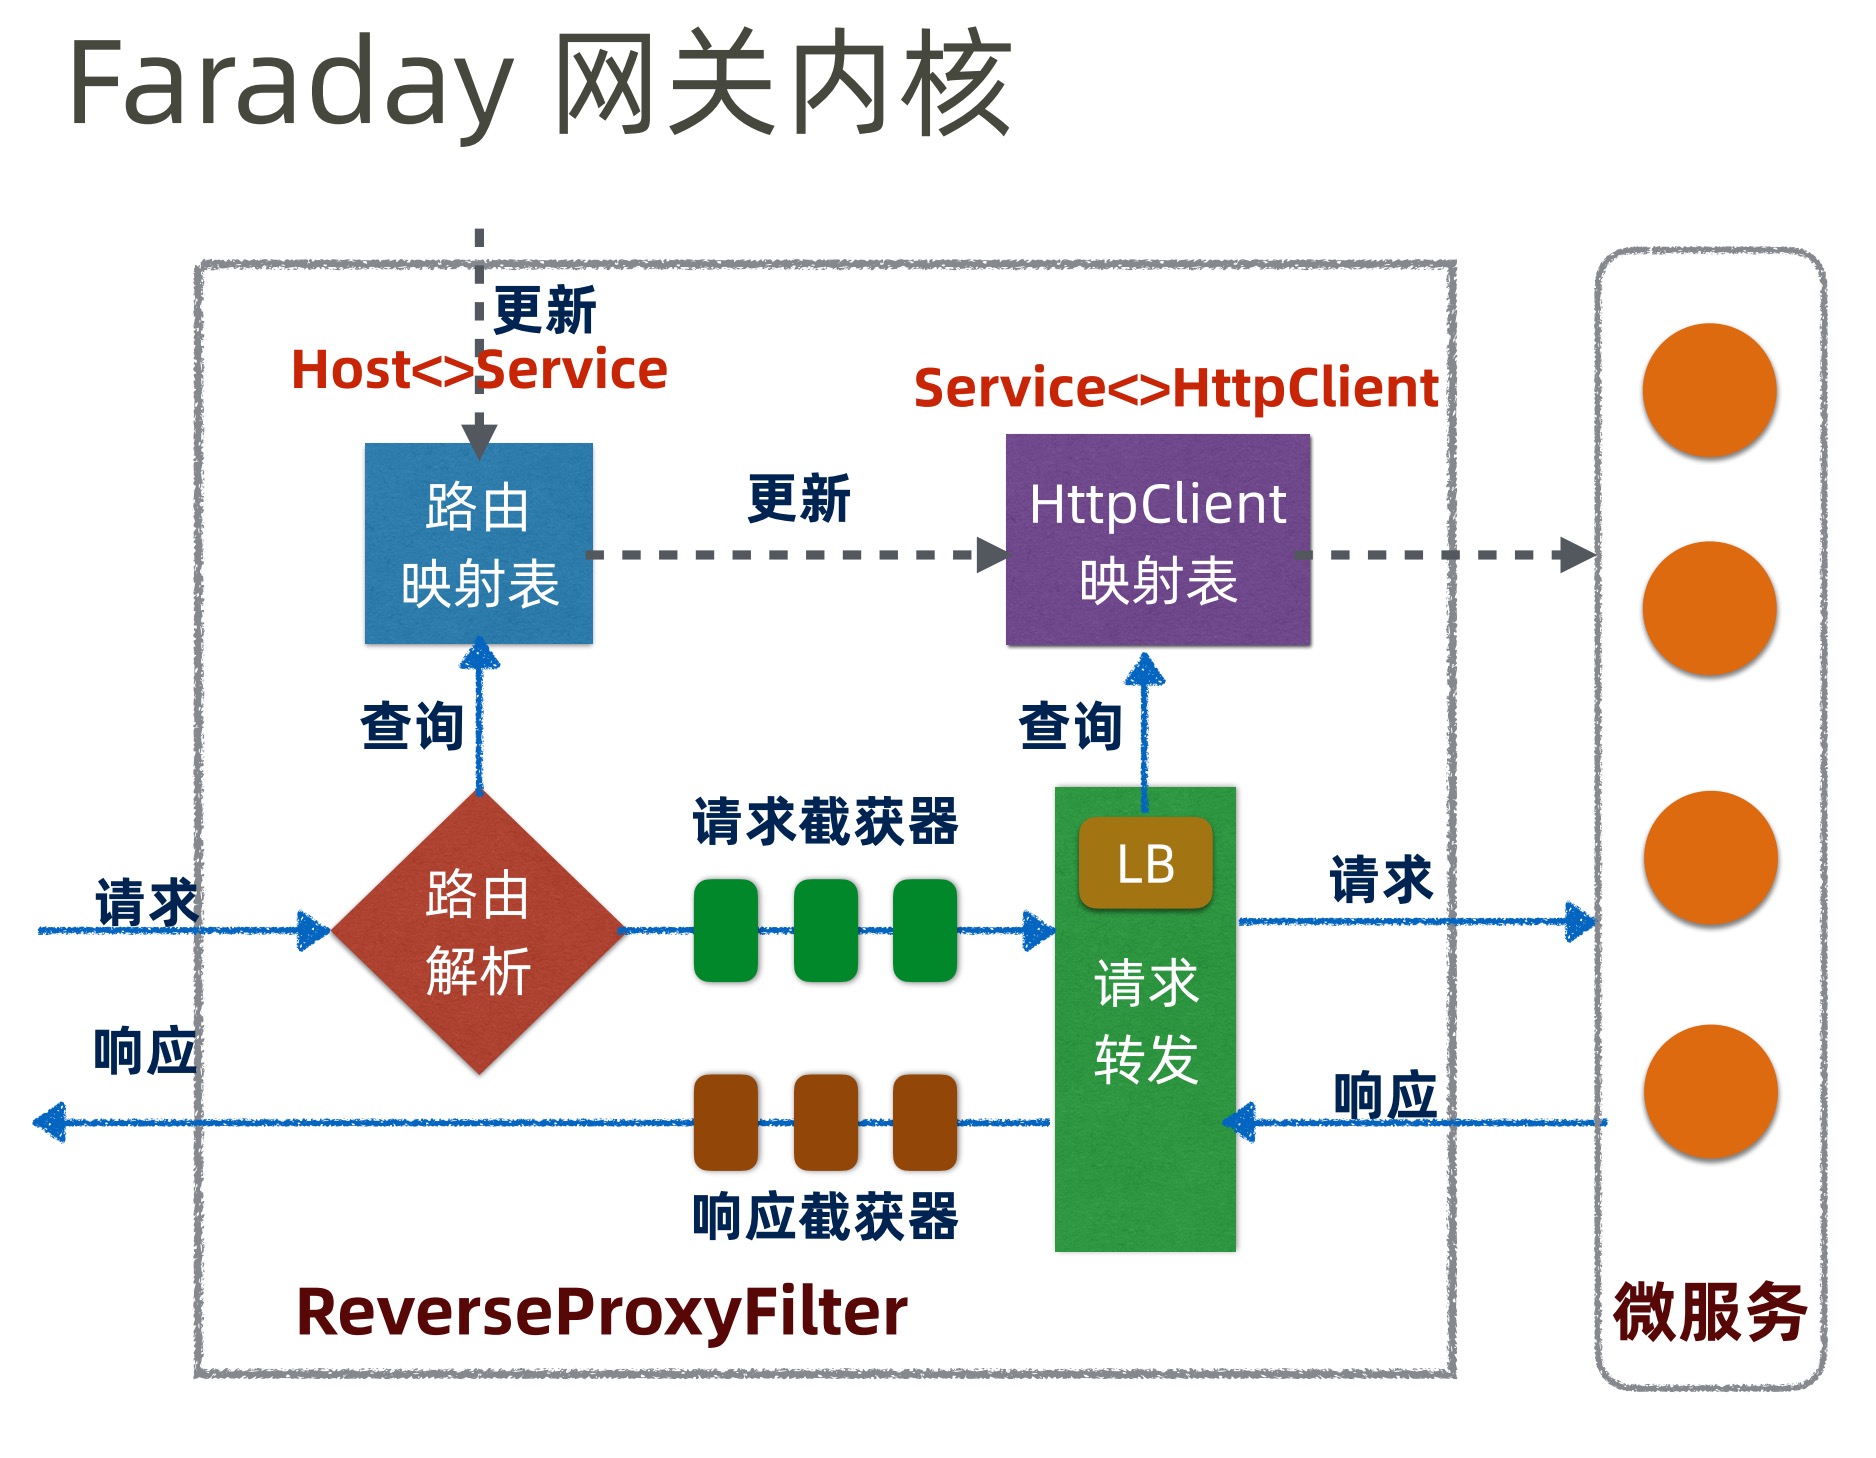 Faraday 网关内核
更新
Host<>Service
Service<>HttpClient
路由
映射表
更新
HttpClient
映射表
查询
查询
请求截获器
请求
路由
解析
LB
请求
转发
请求
响应
响应
响应截获器
ReverseProxyFilter
微服务